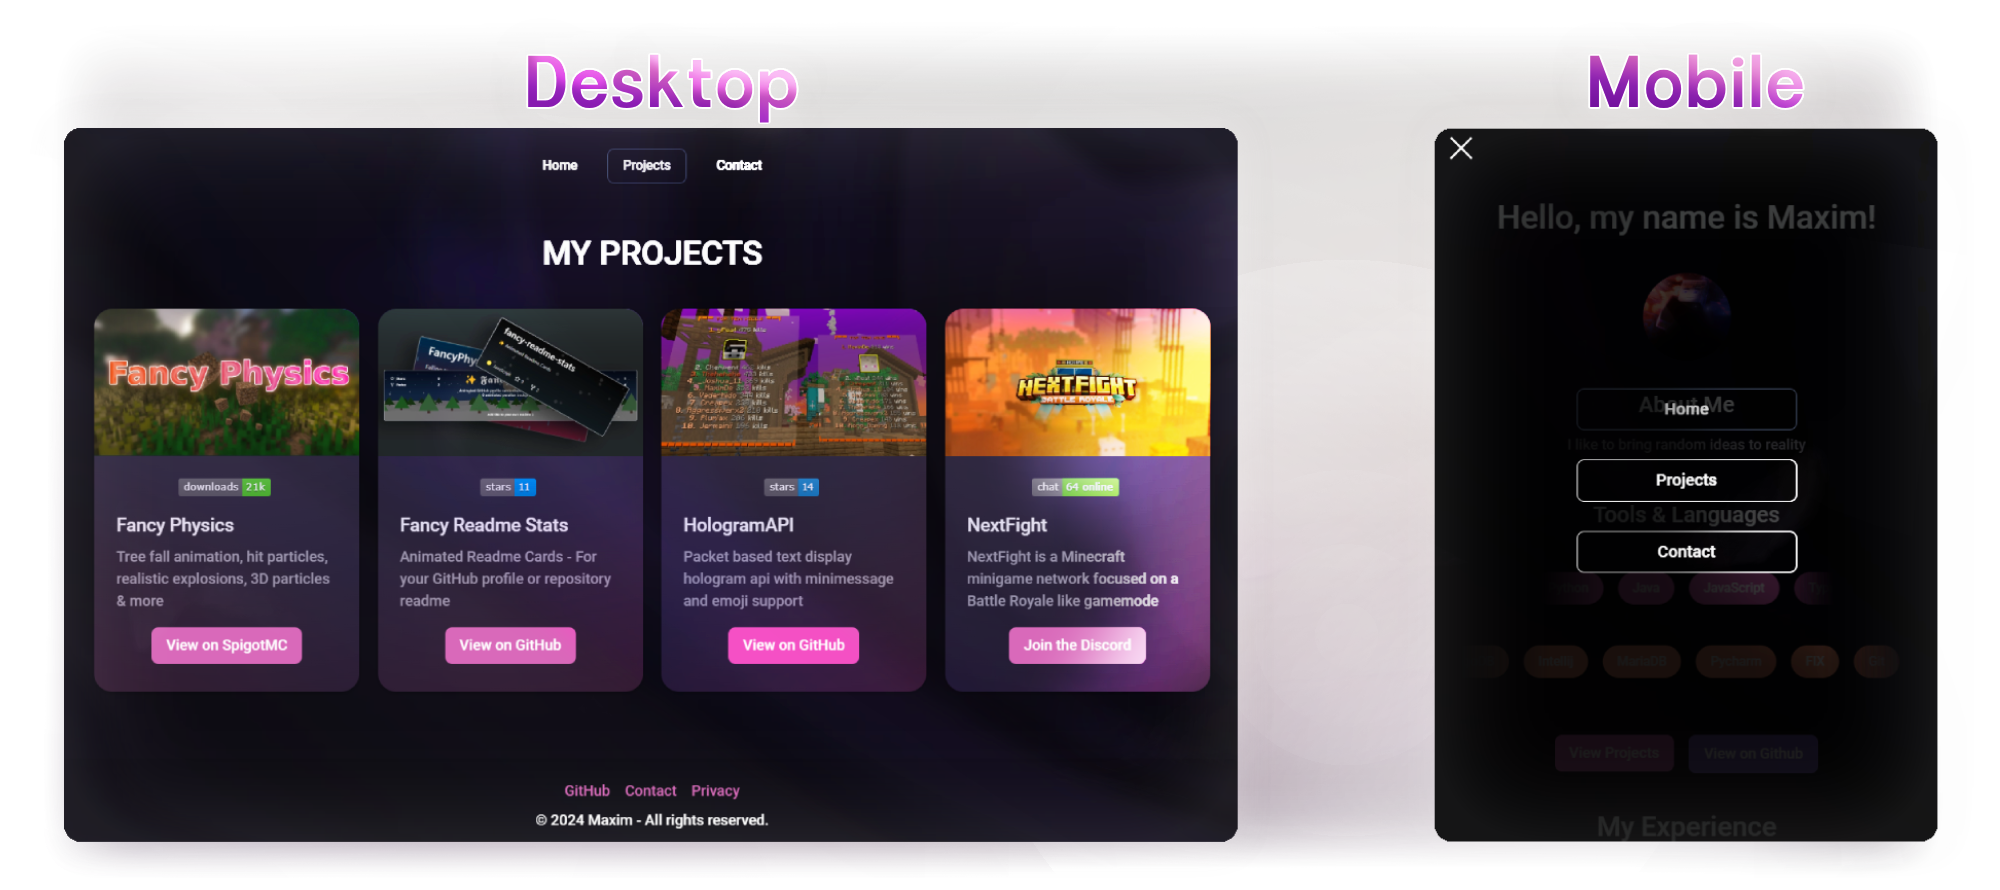 Desktop
Mobile
Home
Projects
Contact
MY PROJECTS
Fancy Physics
downloads 21k
Fancy Physics
Tree fall animation, hit particles,
realistic explosions, 3D particles
& more
View on SpigotMC
fancy-readme-stats
FancyPhy
stars 11
Fancy Readme Stats
Animated Readme Cards - For
your GitHub profile or repository
readme
View on GitHub
stars 14
HologramAPI
Packet based text display
hologram api with minimessage
and emoji support
View on GitHub
NEXTFIGHT
BATTLE ROYALE
chat 64 online
NextFight
NextFight is a Minecraft
minigame network focused on a
Battle Royale like gamemode
Join the Discord
GitHub
Contact
Privacy
© 2024 Maxim - All rights reserved.
Hello, my name is Maxim!
About Me
Home
I like to bring random ideas to reality
Projects
Tools & Languages
Contact
Java
JavaScript
IntelliJ
MariaDB
Pycharm
FIX
View Projects
View on Github
My Experience